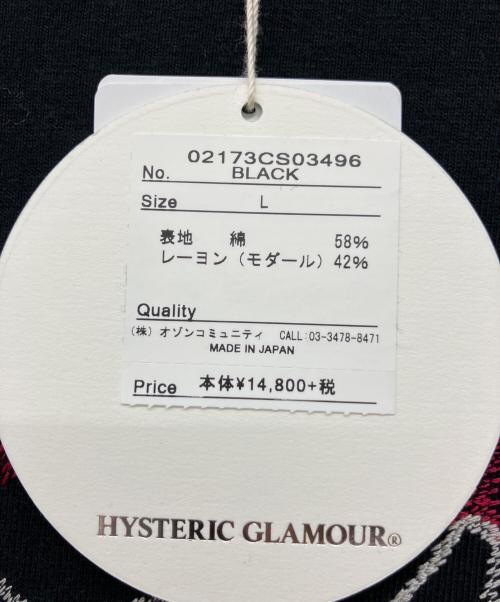 02173CS03496
No. BLACK
Size L
表地 綿 58%
レーヨン（モダール）42%
Quality
（株）オゾンコミュニティ CALL:03-3478-8471
MADE IN JAPAN
Price 本体¥14,800+税
HYSTERIC GLAMOUR®